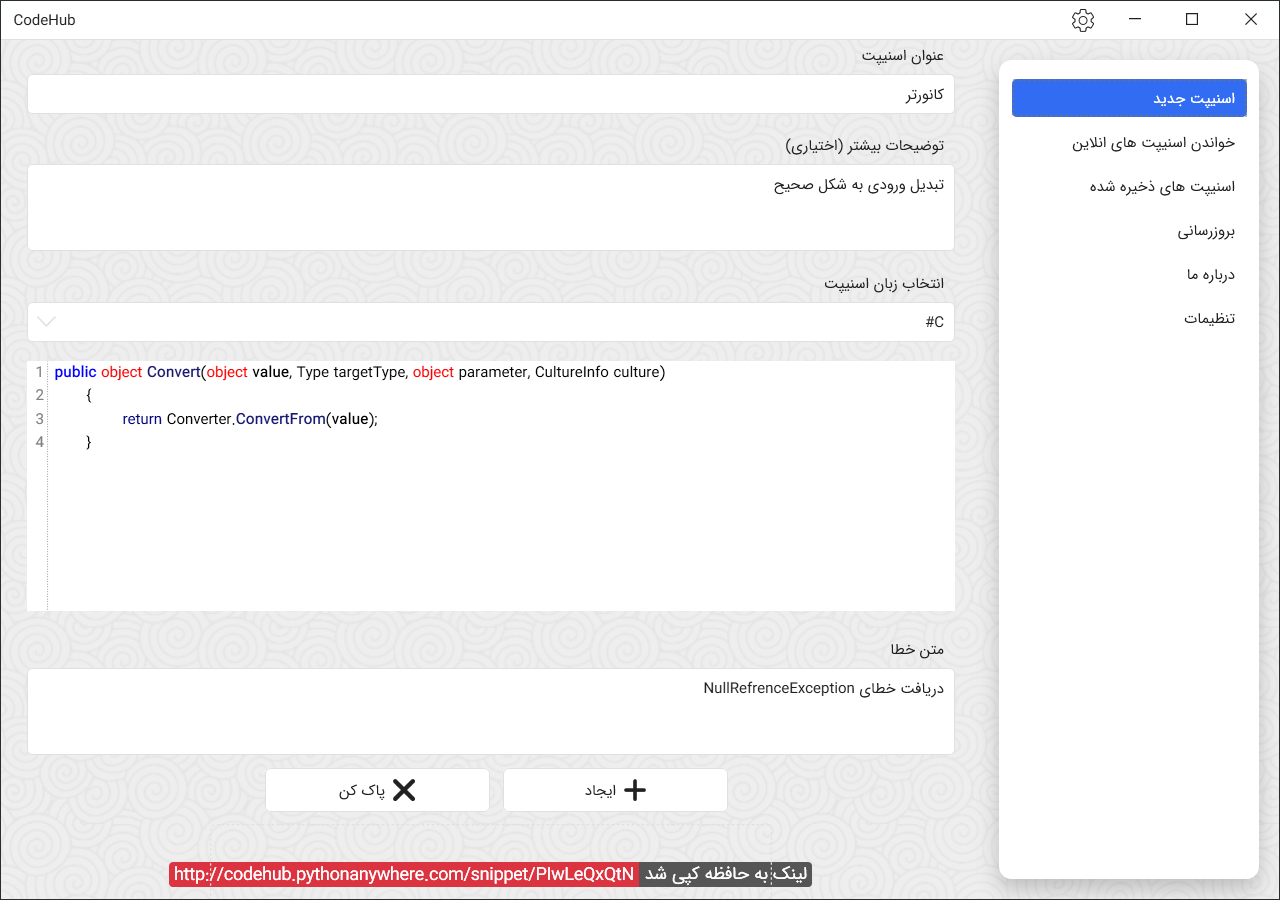 CodeHub
اسنیپت جدید
خواندن اسنیپت های انلاین
اسنیپت های ذخیره شده
بروزرسانی
درباره ما
تنظیمات
عنوان اسنیپت
کانورتر
توضیحات بیشتر (اختیاری)
تبدیل ورودی به شکل صحیح
انتخاب زبان اسنیپت
#C
1 public object Convert(object value, Type targetType, object parameter, CultureInfo culture)
2 {
3 return Converter.ConvertFrom(value);
4 }
متن خطا
دریافت خطای NullRefrenceException
ایجاد
پاک کن
لینک به حافظه کپی شد http://codehub.pythonanywhere.com/snippet/PIwLeQxQtN